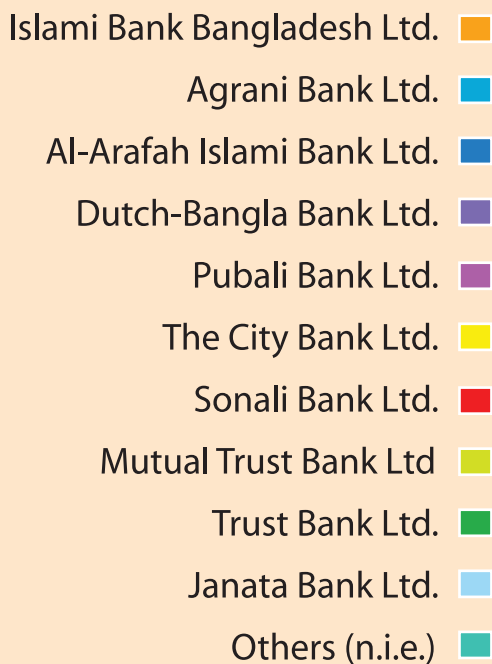 Islami Bank Bangladesh Ltd.
Agrani Bank Ltd.
Al-Arafah Islami Bank Ltd.
Dutch-Bangla Bank Ltd.
Pubali Bank Ltd.
The City Bank Ltd.
Sonali Bank Ltd.
Mutual Trust Bank Ltd
Trust Bank Ltd.
Janata Bank Ltd.
Others (n.i.e.)